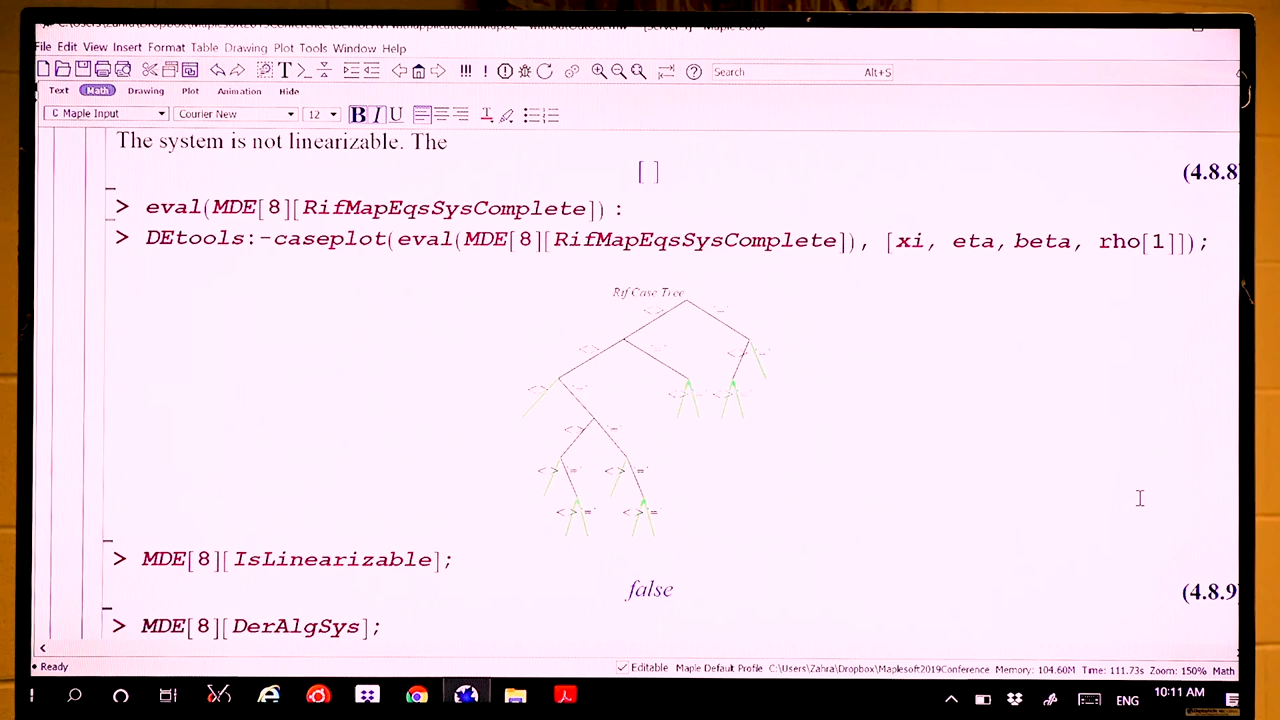 File Edit View Insert Format Table Drawing Plot Tools Window Help
Search Alt+S
Text Math Drawing Plot Animation Hide
C Maple Input Courier New 12 B I U
The system is not linearizable. The
[ ] (4.8.8)
> eval(MDE[8][RifMapEqsSysComplete]):
> DEtools:-caseplot(eval(MDE[8][RifMapEqsSysComplete]), [xi, eta, beta, rho[1]]);
Rif Case Tree
<> =
<> =
<> =
<> =
> MDE[8][IsLinearizable];
false (4.8.9)
> MDE[8][DerAlgSys];
Ready Editable Maple Default Profile C:\Users\Zahra\Dropbox\Maplesoft2019Conference Memory: 104.60M Time: 111.73s Zoom: 150% Math
ENG 10:11 AM